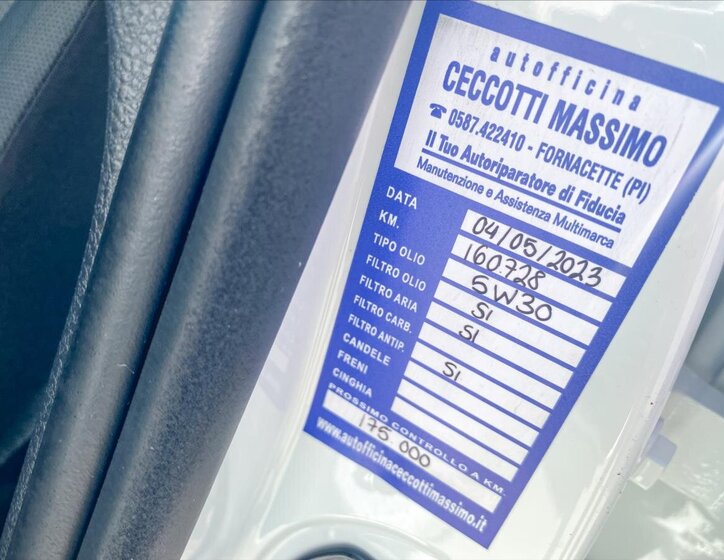 autofficina
CECCOTTI MASSIMO
☎ 0587.422410 - FORNACETTE (PI)
Il Tuo Autoriparatore di Fiducia
Manutenzione e Assistenza Multimarca
DATA 04/05/2023
KM. 160.728
TIPO OLIO 5W30
FILTRO OLIO SI
FILTRO ARIA SI
FILTRO CARB.
FILTRO ANTIP. SI
CANDELE
FRENI
CINGHIA
PROSSIMO CONTROLLO A KM.
175.000
www.autofficinaceccottimassimo.it